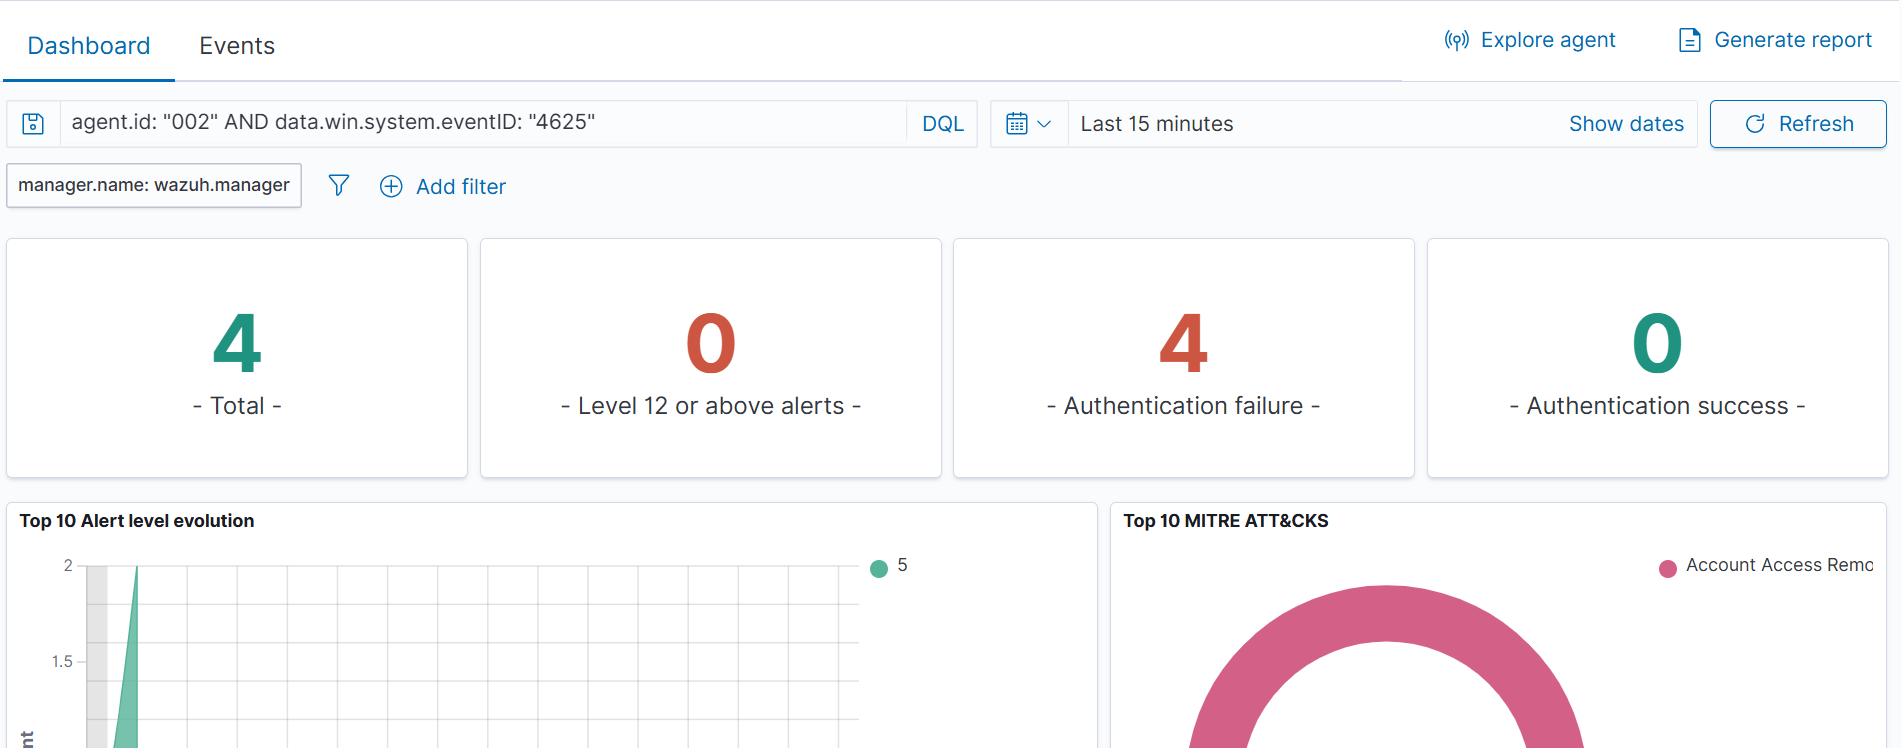 Dashboard Events Explore agent Generate report
agent.id: "002" AND data.win.system.eventID: "4625" DQL Last 15 minutes Show dates Refresh
manager.name: wazuh.manager Add filter
4
- Total -
0
- Level 12 or above alerts -
4
- Authentication failure -
0
- Authentication success -
Top 10 Alert level evolution
2
1.5
5
Top 10 MITRE ATT&CKS
Account Access Remo